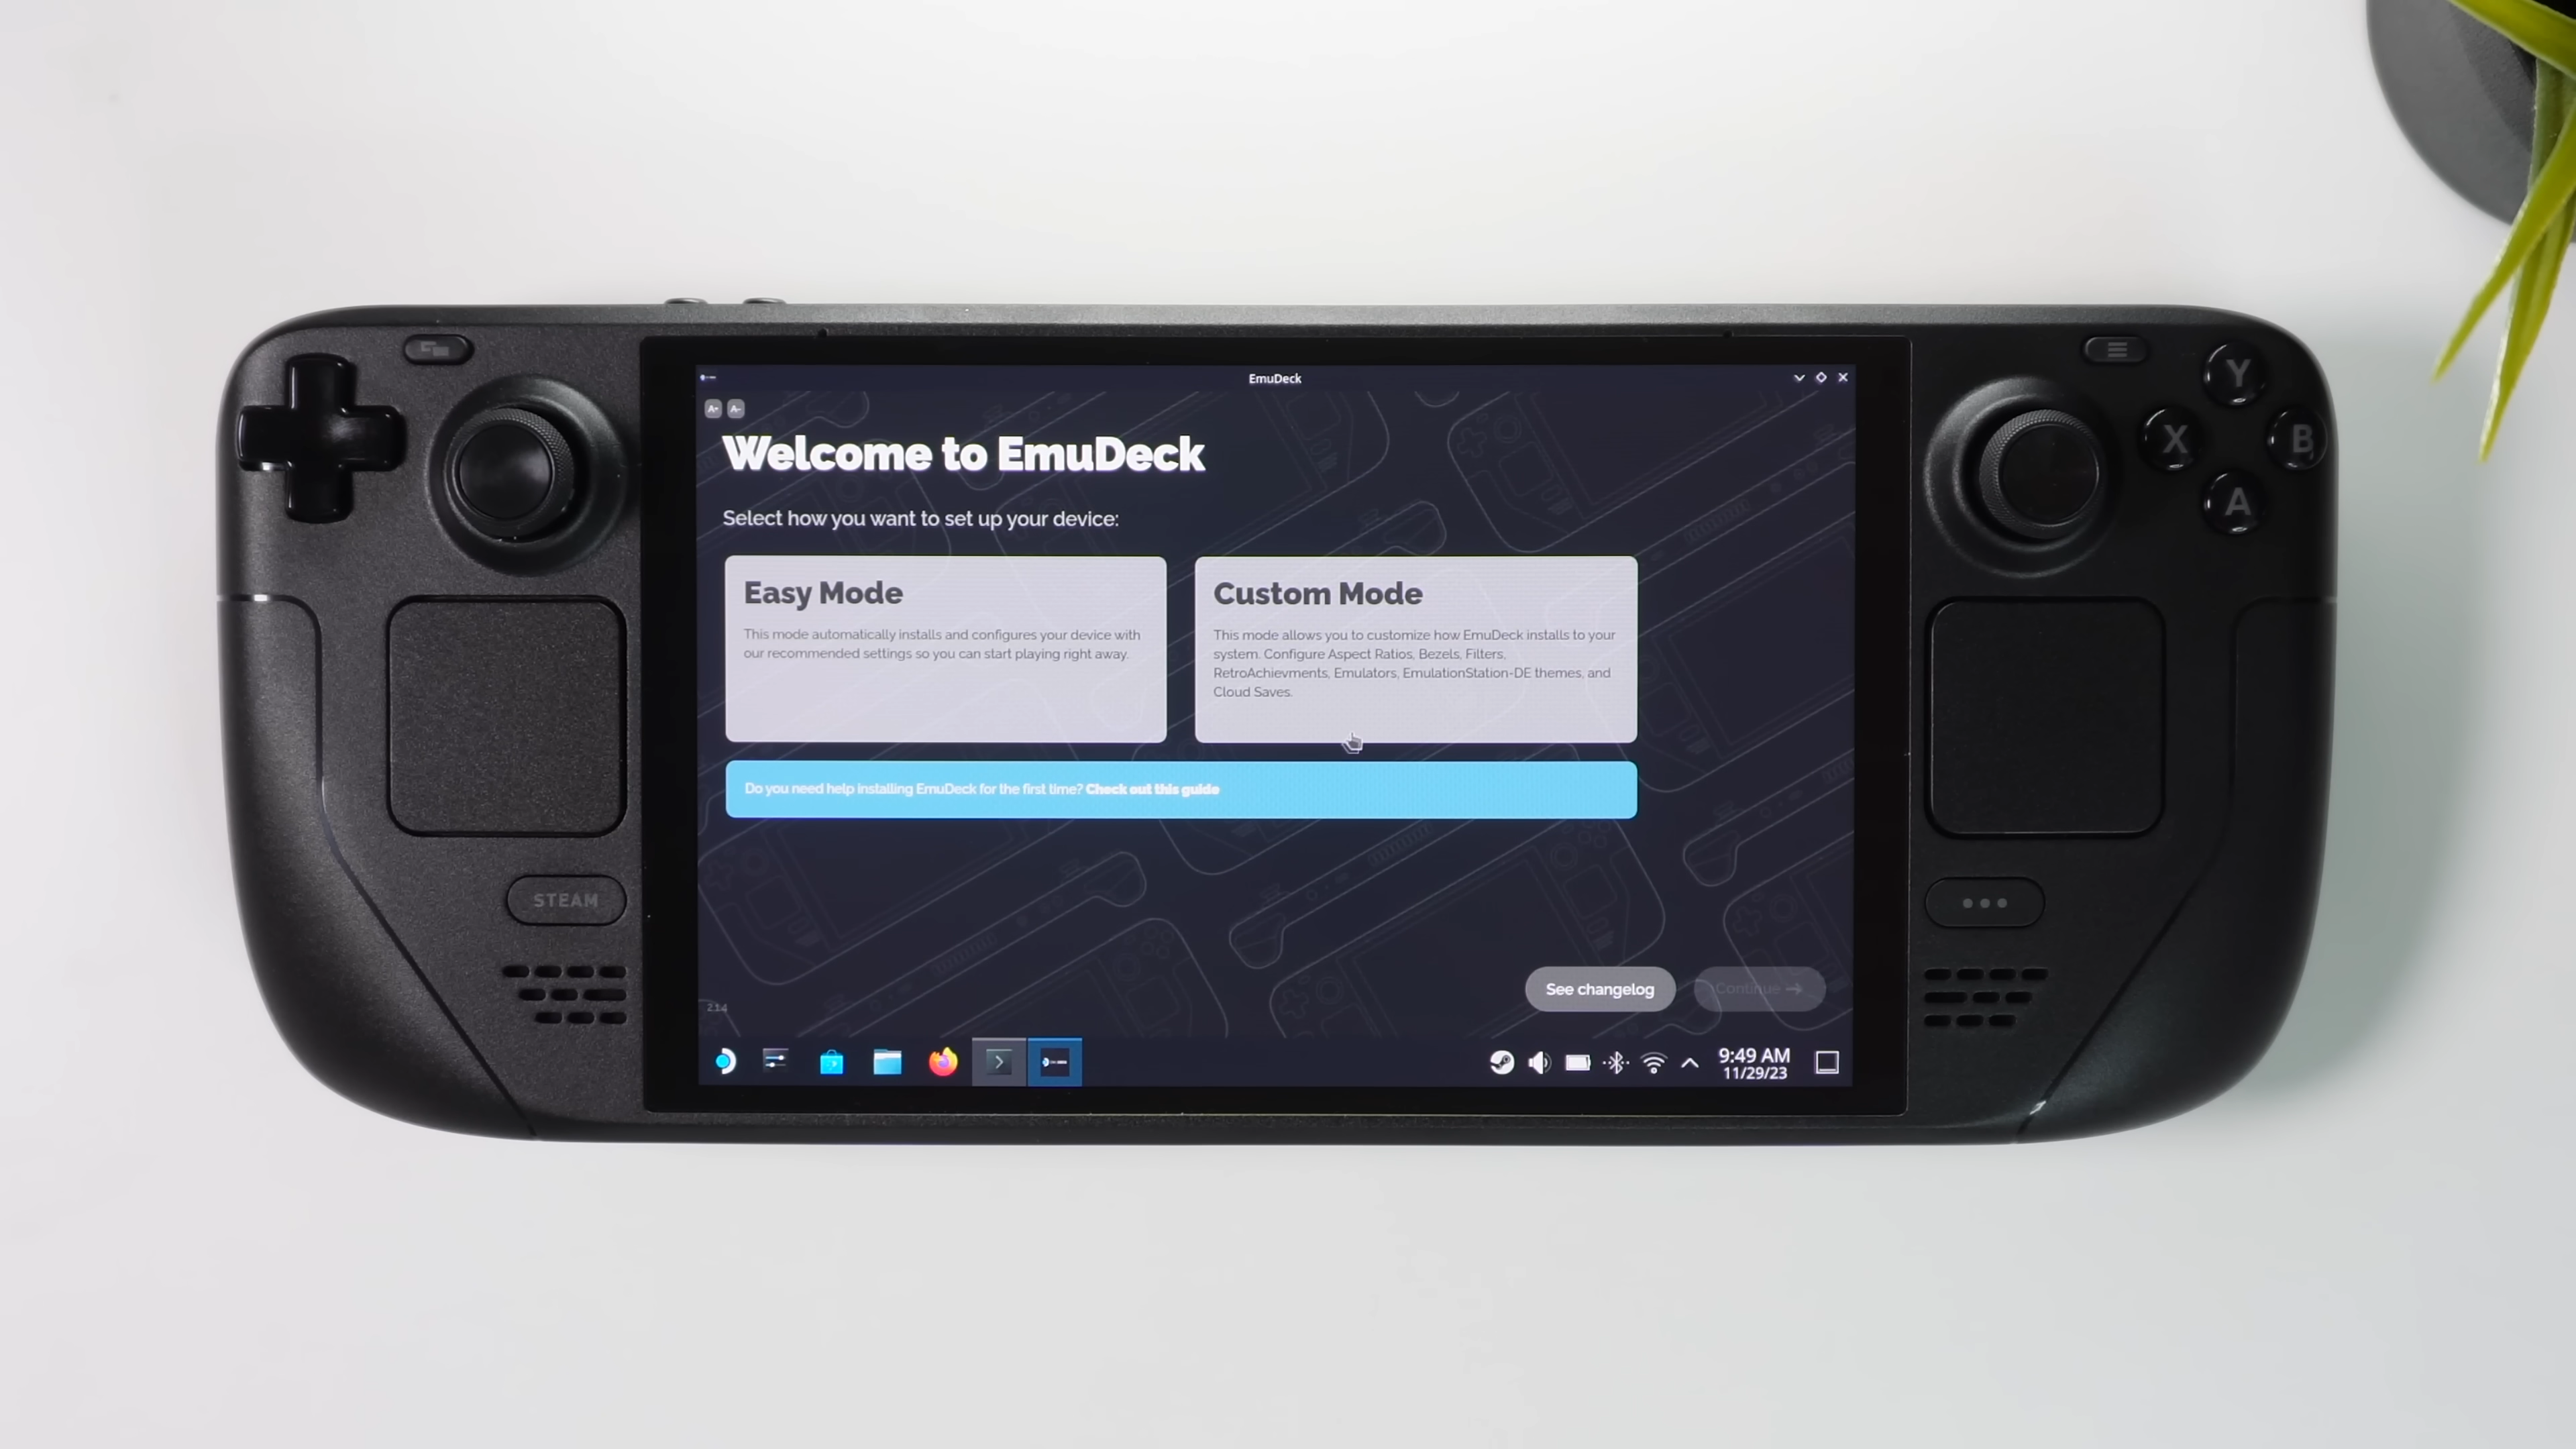 EmuDeck
A+ A-
Welcome to EmuDeck
Select how you want to set up your device:
Easy Mode
This mode automatically installs and configures your device with
our recommended settings so you can start playing right away.
Custom Mode
This mode allows you to customize how EmuDeck installs to your
system. Configure Aspect Ratios, Bezels, Filters,
RetroAchievments, Emulators, EmulationStation-DE themes, and
Cloud Saves.
Do you need help installing EmuDeck for the first time? Check out this guide
See changelog
Continue →
2.1.4
9:49 AM
11/29/23
STEAM
Y
X
B
A